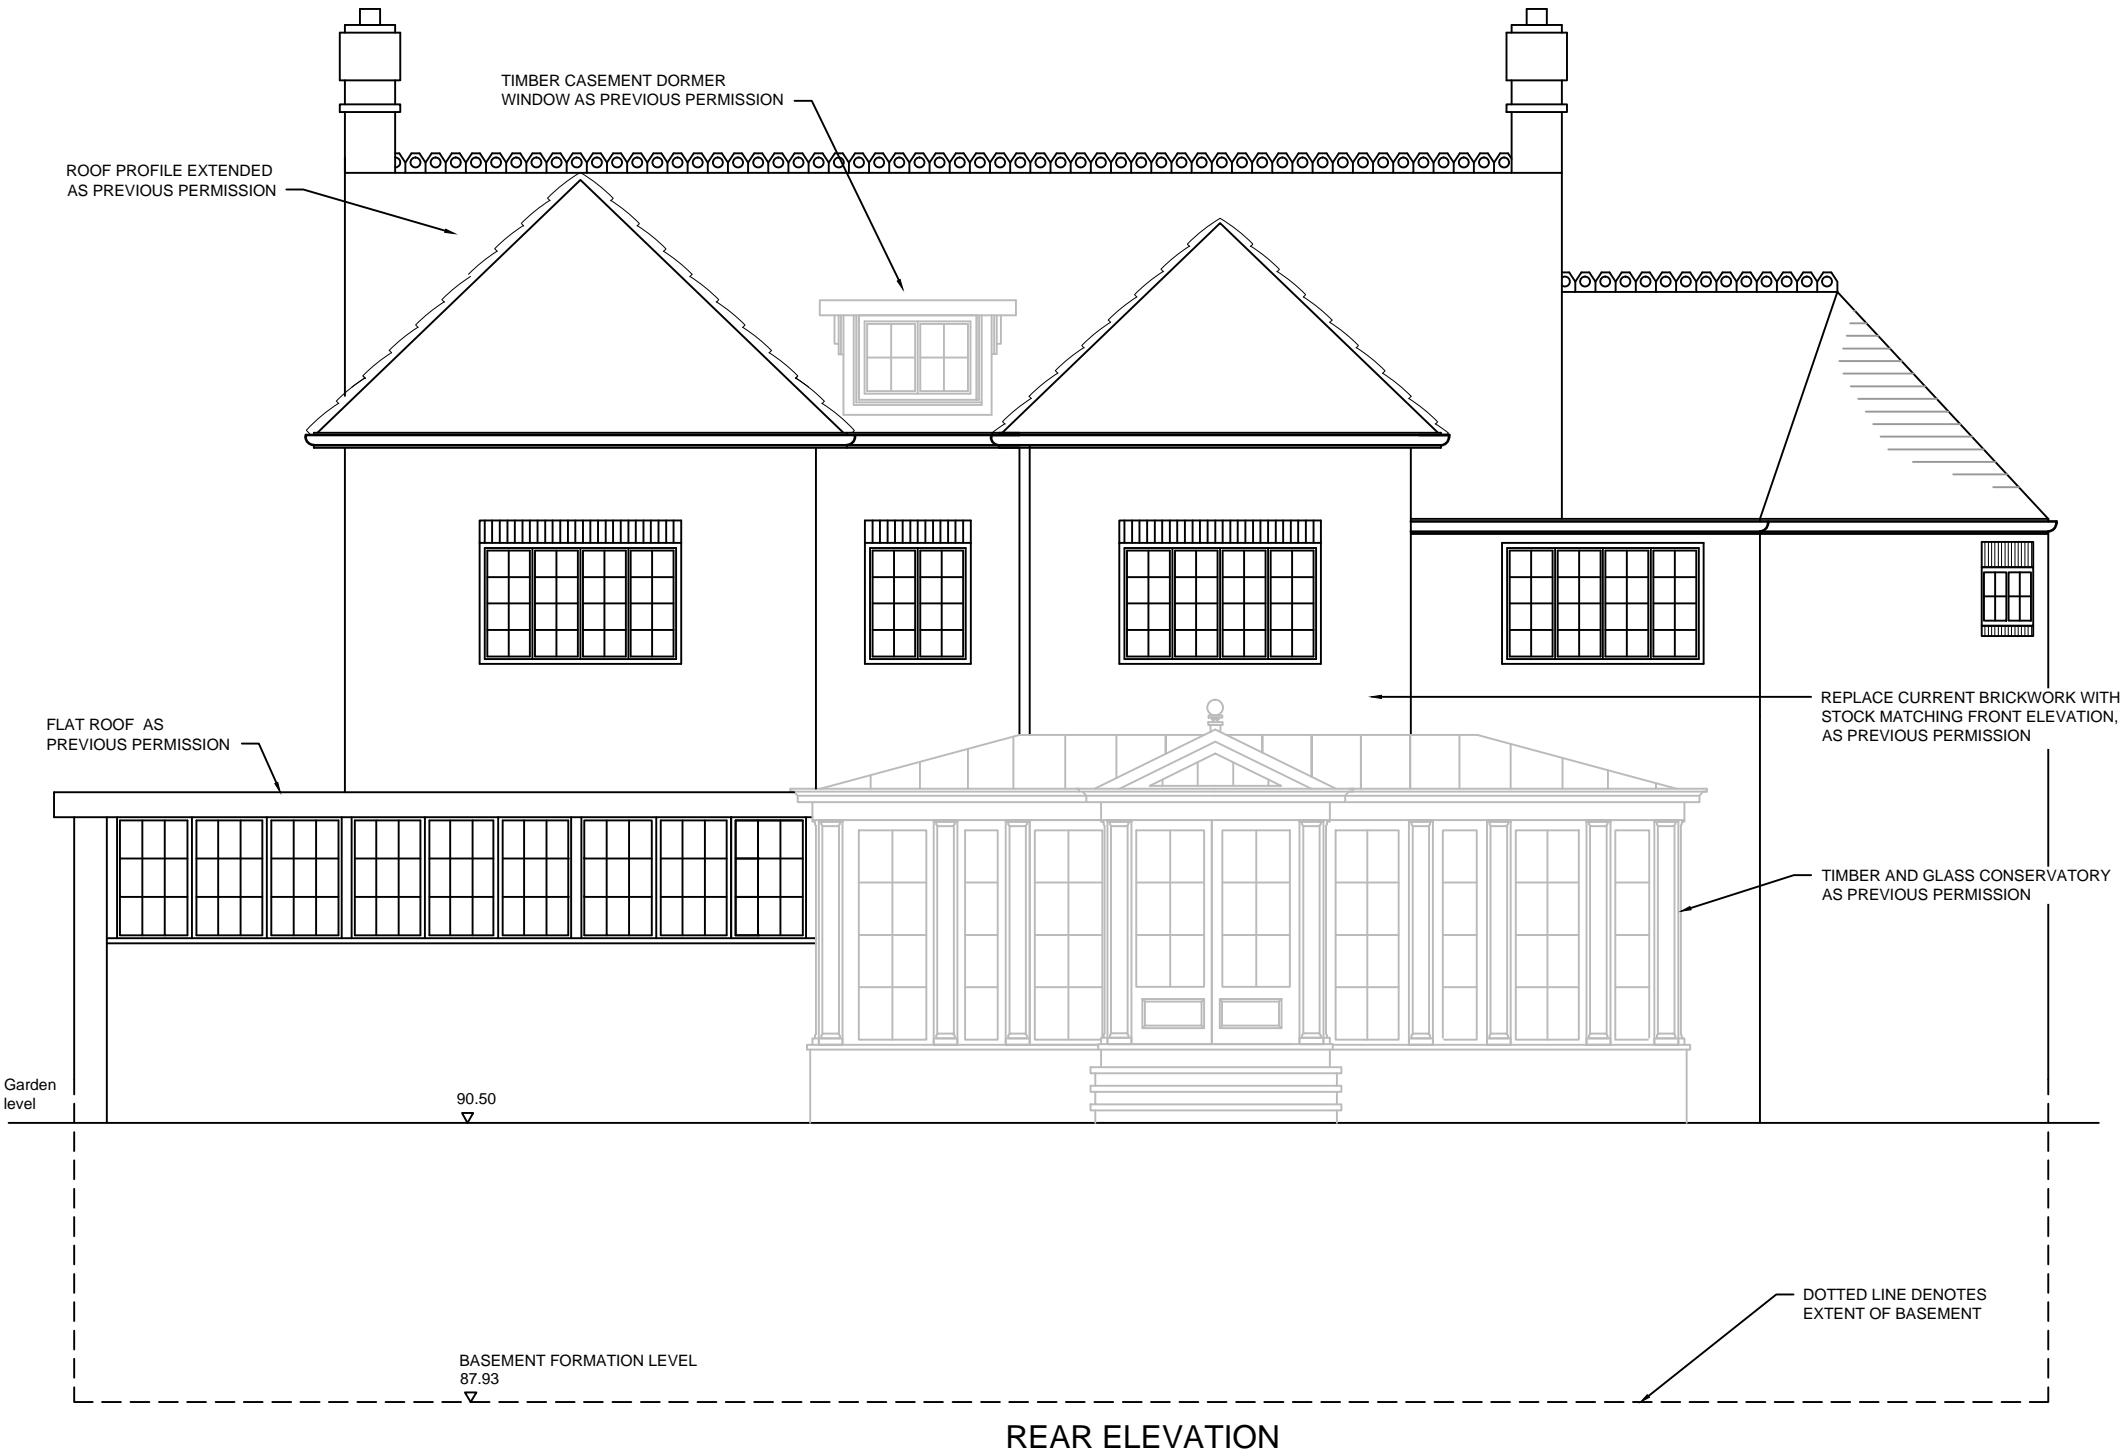 TIMBER CASEMENT DORMER
WINDOW AS PREVIOUS PERMISSION
ROOF PROFILE EXTENDED
AS PREVIOUS PERMISSION
REPLACE CURRENT BRICKWORK WITH
STOCK MATCHING FRONT ELEVATION,
AS PREVIOUS PERMISSION
FLAT ROOF AS
PREVIOUS PERMISSION
TIMBER AND GLASS CONSERVATORY
AS PREVIOUS PERMISSION
Garden
level
90.50
DOTTED LINE DENOTES
EXTENT OF BASEMENT
BASEMENT FORMATION LEVEL
87.93
REAR ELEVATION